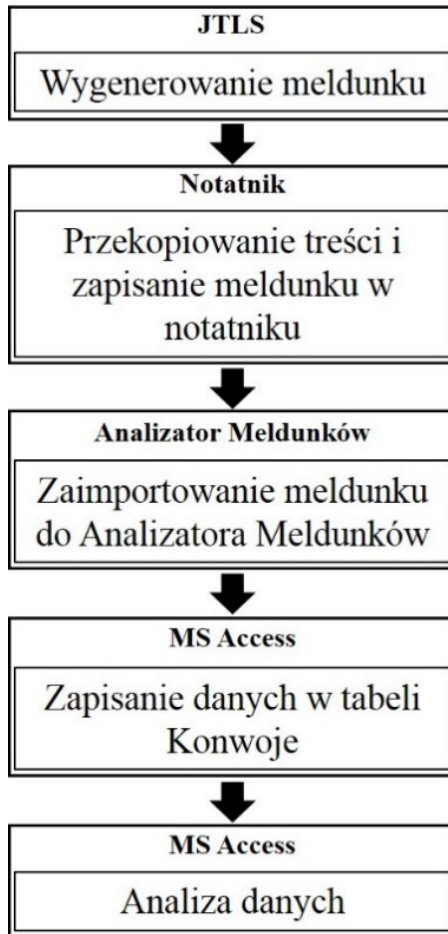 JTLS
Wygenerowanie meldunku
Notatnik
Przekopiowanie treści i
zapisanie meldunku w
notatniku
Analizator Meldunków
Zaimportowanie meldunku
do Analizatora Meldunków
MS Access
Zapisanie danych w tabeli
Konwoje
MS Access
Analiza danych